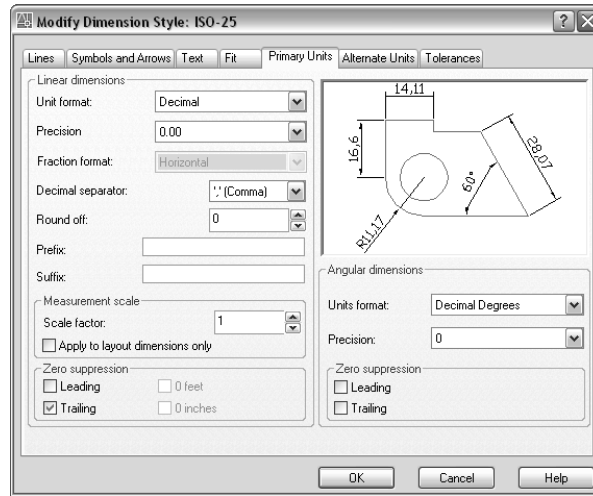 Modify Dimension Style: ISO-25
Lines Symbols and Arrows Text Fit Primary Units Alternate Units Tolerances
Linear dimensions
Unit format: Decimal
Precision 0.00
Fraction format: Horizontal
Decimal separator: ',' (Comma)
Round off: 0
Prefix:
Suffix:
Measurement scale
Scale factor: 1
Apply to layout dimensions only
Zero suppression
Leading 0 feet
Trailing 0 inches
14,11
16,6
28,07
60°
R11,17
Angular dimensions
Units format: Decimal Degrees
Precision: 0
Zero suppression
Leading
Trailing
OK Cancel Help